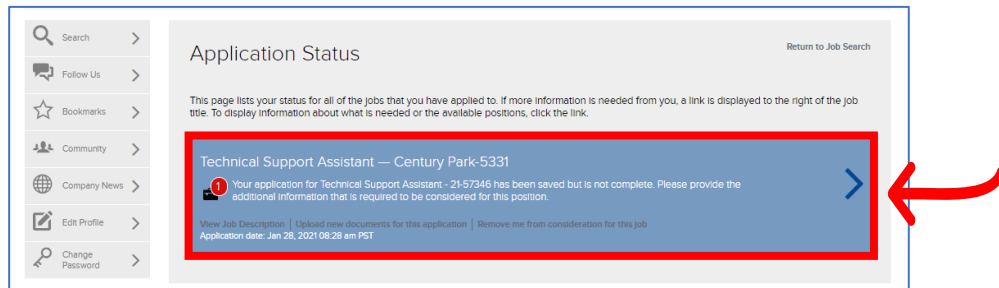 Search
Follow Us
Bookmarks
Community
Company News
Edit Profile
Change
Password
Application Status
Return to Job Search
This page lists your status for all of the jobs that you have applied to. If more information is needed from you, a link is displayed to the right of the job
title. To display information about what is needed or the available positions, click the link.
Technical Support Assistant — Century Park-5331
1
Your application for Technical Support Assistant - 21-57346 has been saved but is not complete. Please provide the
additional information that is required to be considered for this position.
View Job Description | Upload new documents for this application | Remove me from consideration for this job
Application date: Jan 28, 2021 08:28 am PST